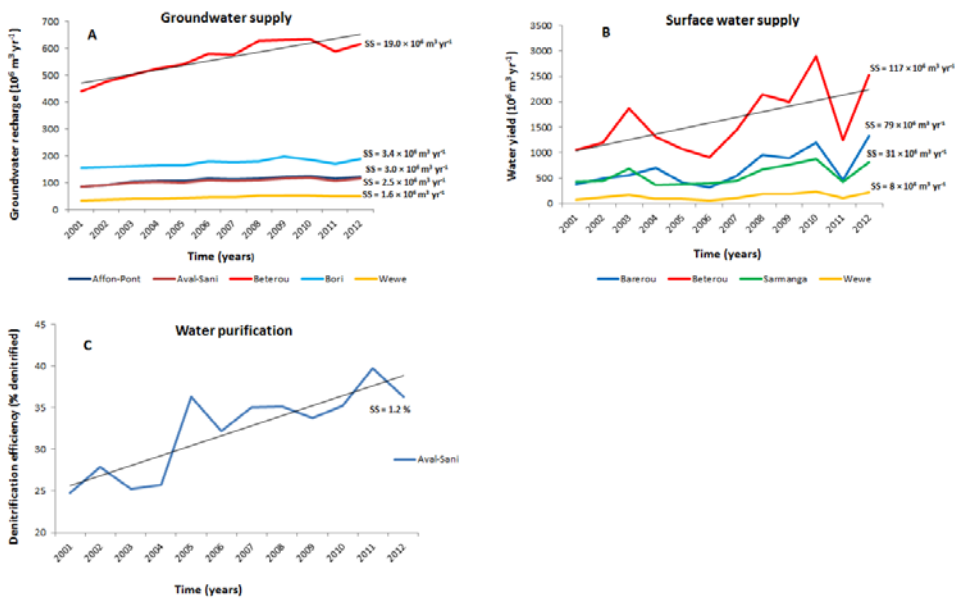 Groundwater supply
A
Groundwater recharge [10⁶ m³ yr⁻¹)
700
600
500
400
300
200
100
0
SS = 19.0 × 10⁶ m³ yr⁻¹
SS = 3.4 × 10⁶ m³ yr⁻¹
SS = 3.0 × 10⁶ m³ yr⁻¹
SS = 2.5 × 10⁶ m³ yr⁻¹
SS = 1.6 × 10⁶ m³ yr⁻¹
2001 2002 2003 2004 2005 2006 2007 2008 2009 2010 2011 2012
Time (years)
Affon-Pont Aval-Sani Beterou Bori Wewe
Surface water supply
B
Water yield (10⁶ m³ yr⁻¹)
3500
3000
2500
2000
1500
1000
500
0
SS = 117 × 10⁶ m³ yr⁻¹
SS = 79 × 10⁶ m³ yr⁻¹
SS = 31 × 10⁶ m³ yr⁻¹
SS = 8 × 10⁶ m³ yr⁻¹
2001 2002 2003 2004 2005 2006 2007 2008 2009 2010 2011 2012
Time (years)
Barerou Beterou Sarmanga Wewe
Water purification
C
Denitrification efficiency (% denitrified)
45
40
35
30
25
20
SS = 1.2 %
Aval-Sani
2001 2002 2003 2004 2005 2006 2007 2008 2009 2010 2011 2012
Time (years)